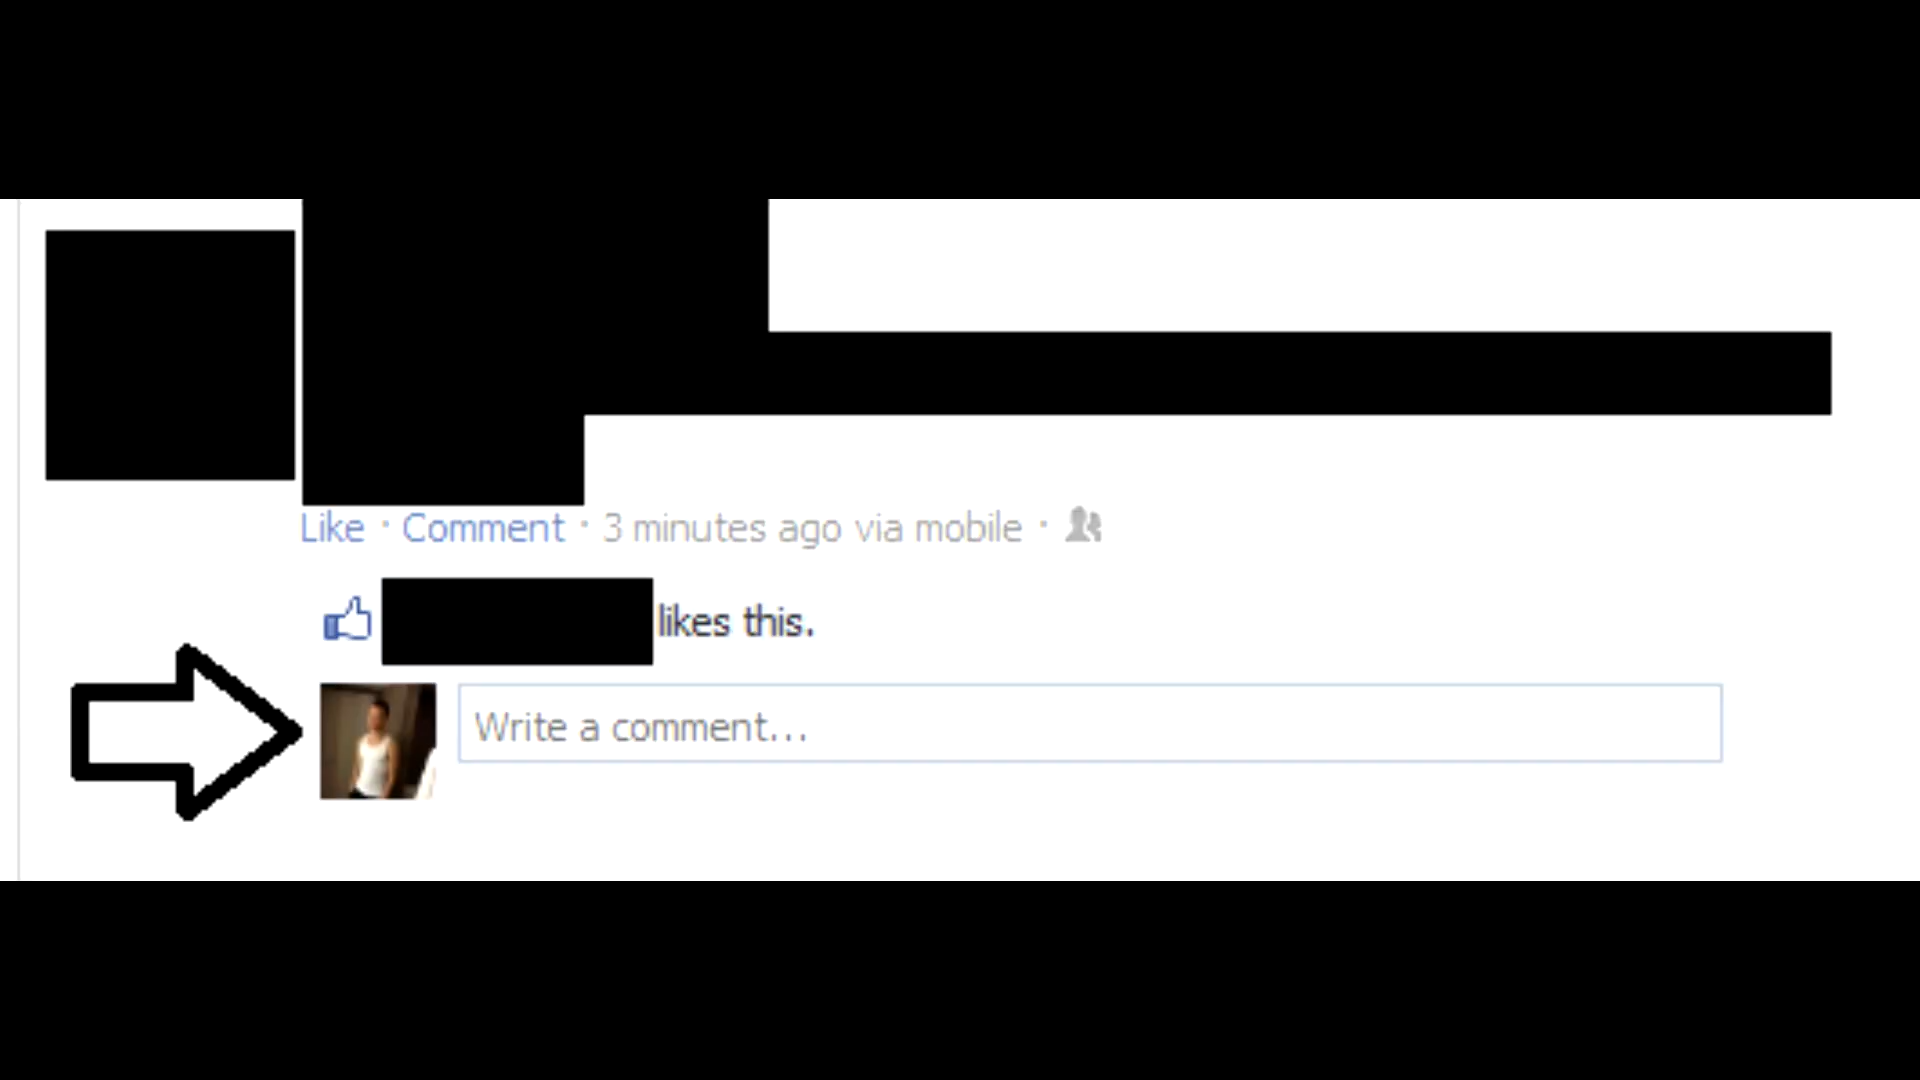 Like · Comment · 3 minutes ago via mobile ·
likes this.
Write a comment...